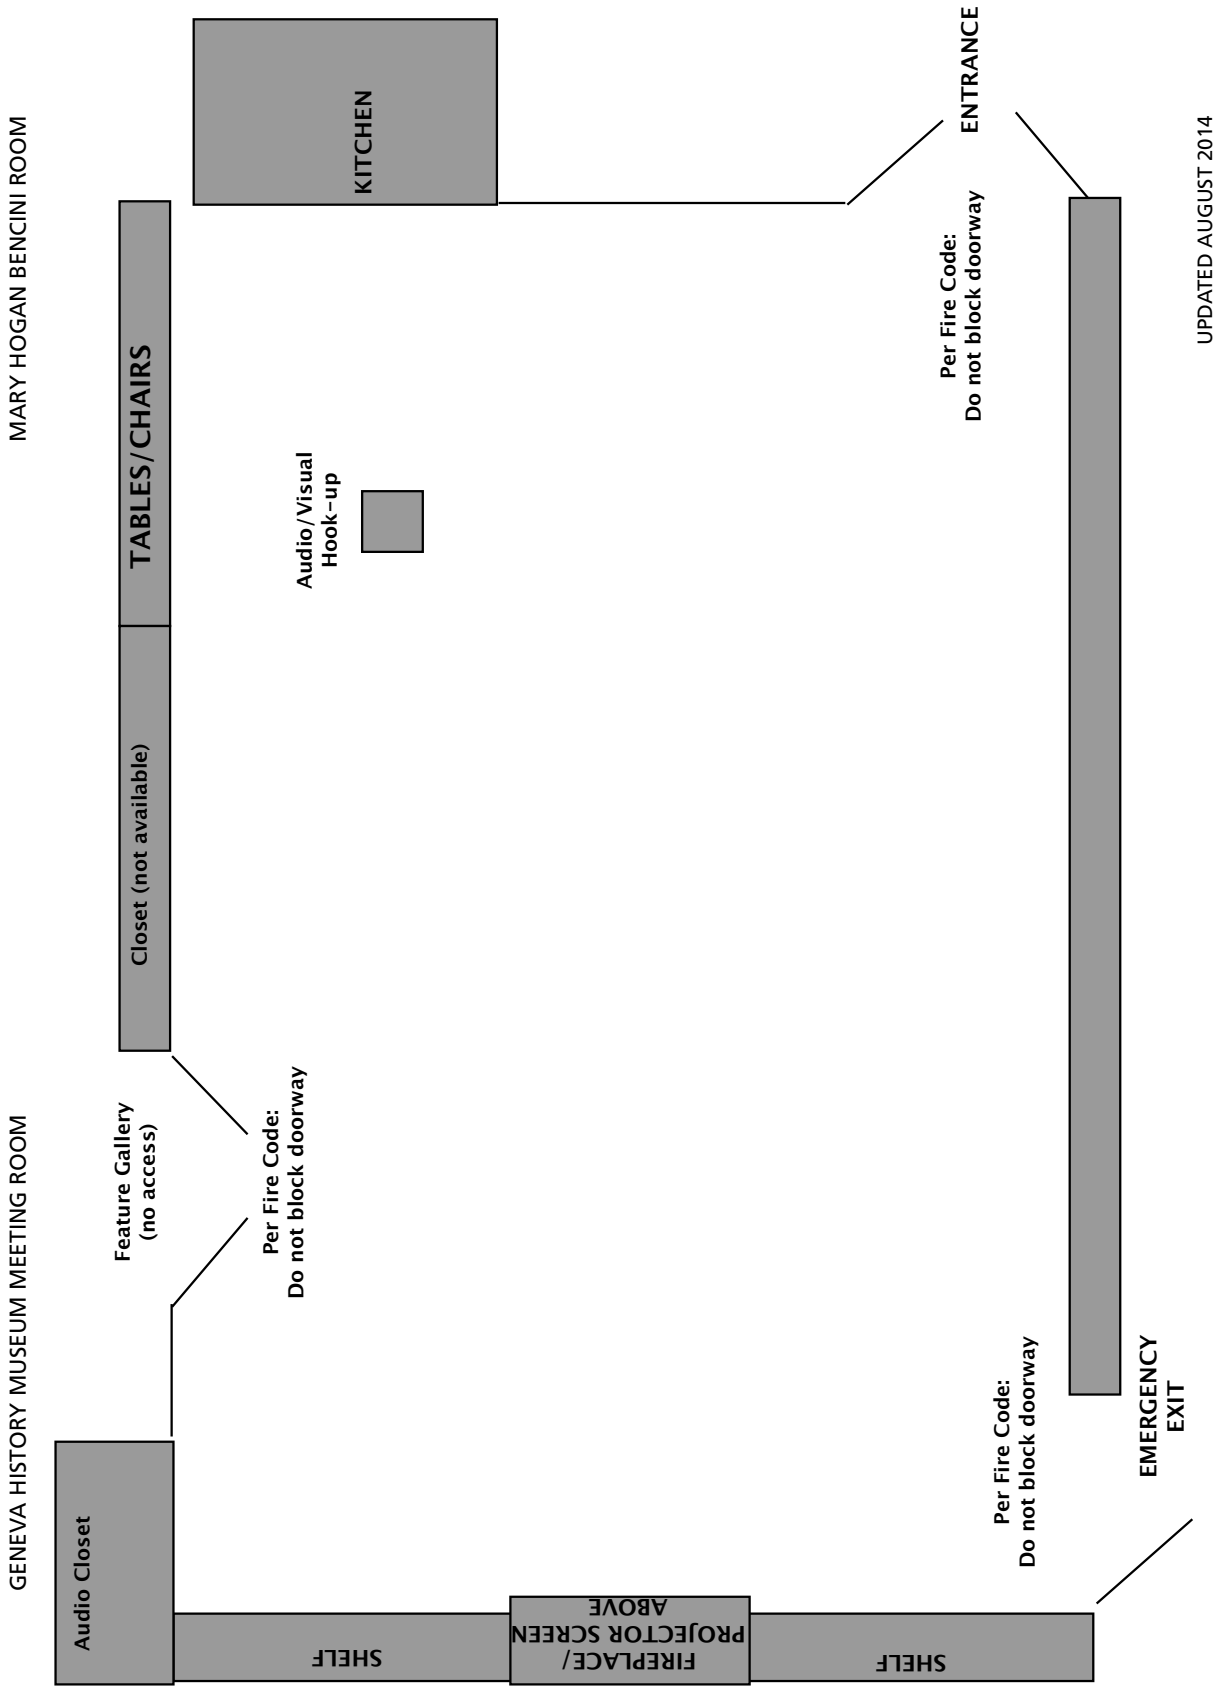 GENEVA HISTORY MUSEUM MEETING ROOM
MARY HOGAN BENCINI ROOM
Audio Closet
Feature Gallery
(no access)
Closet (not available)
TABLES/CHAIRS
Per Fire Code:
Do not block doorway
Audio/Visual
Hook-up
KITCHEN
SHELF
FIREPLACE/
PROJECTOR SCREEN
ABOVE
SHELF
Per Fire Code:
Do not block doorway
ENTRANCE
Per Fire Code:
Do not block doorway
EMERGENCY
EXIT
UPDATED AUGUST 2014